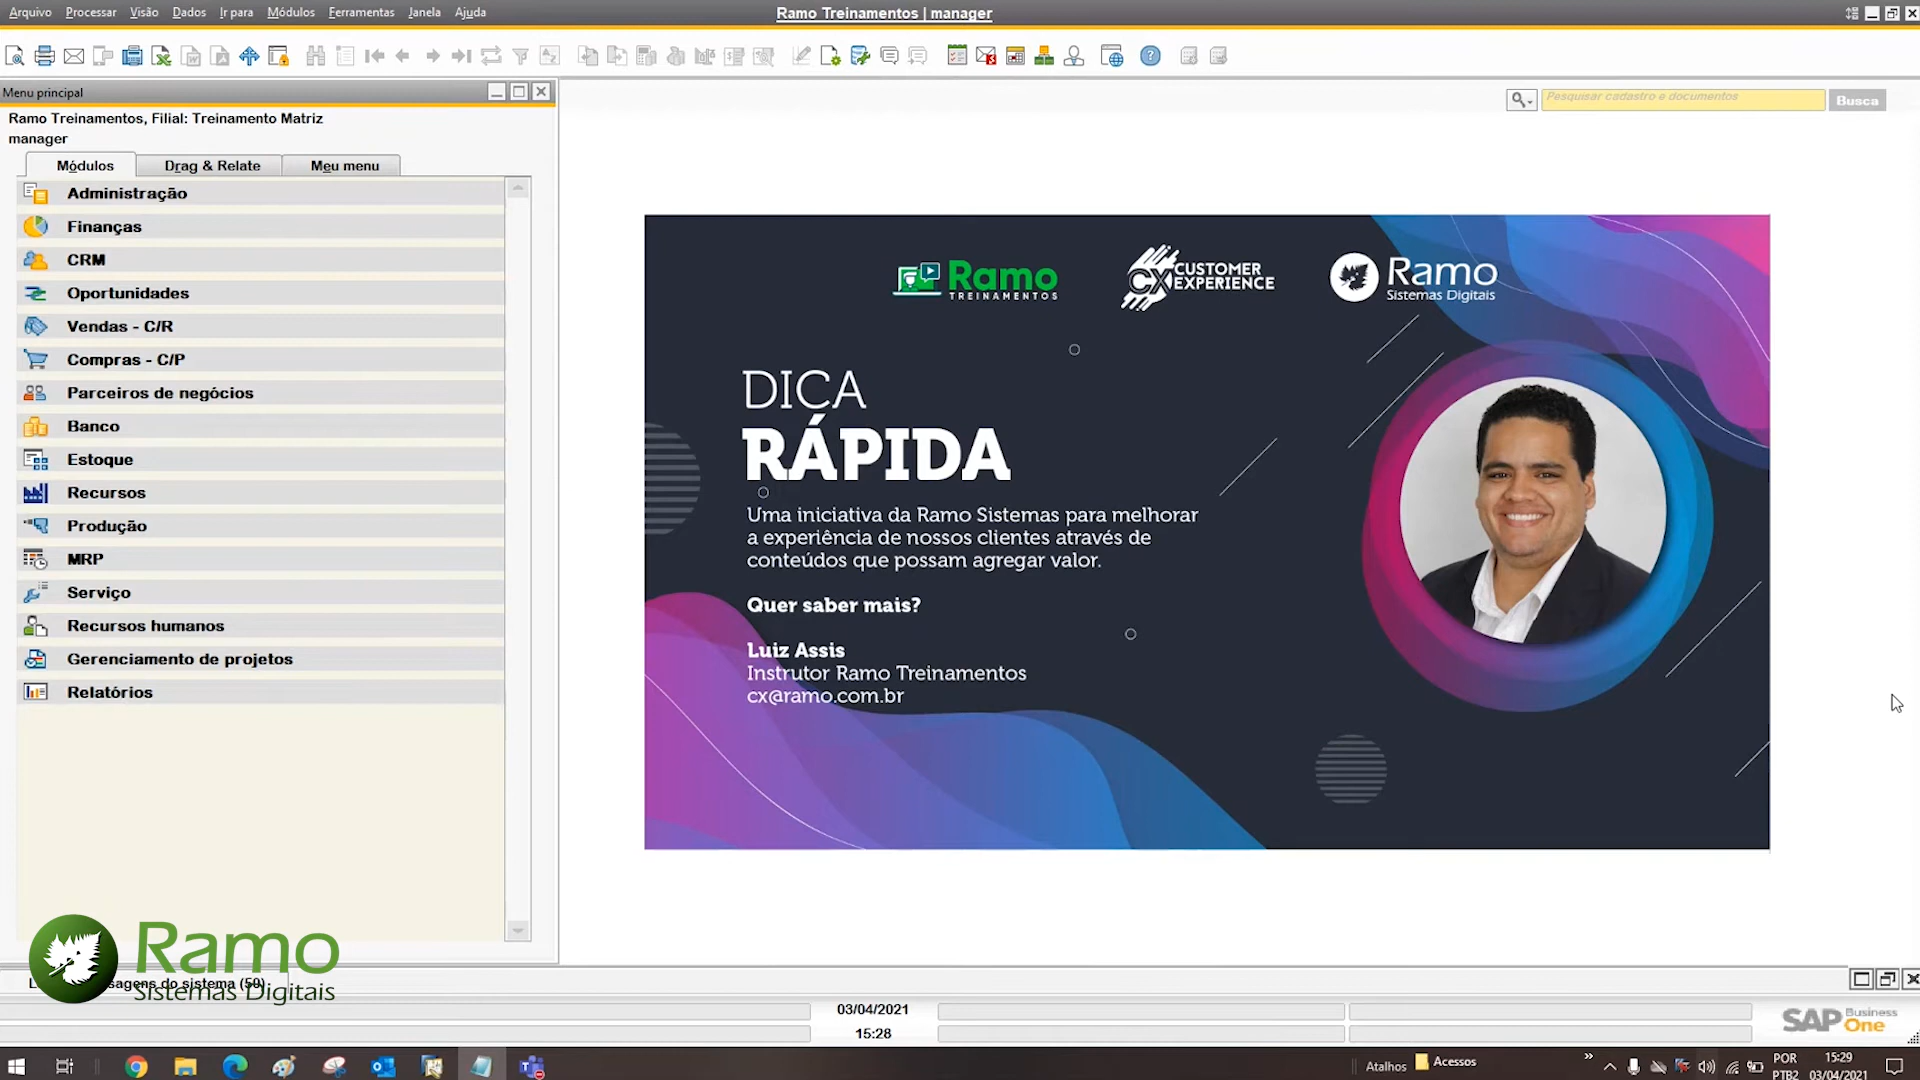 Arquivo Processar Visão Dados Ir para Módulos Ferramentas Janela Ajuda
Ramo Treinamentos | manager
Menu principal
Pesquisar cadastro e documentos
Busca
Ramo Treinamentos, Filial: Treinamento Matriz
manager
Módulos
Drag & Relate
Meu menu
Administração
Finanças
CRM
Oportunidades
Vendas - C/R
Compras - C/P
Parceiros de negócios
Banco
Estoque
Recursos
Produção
MRP
Serviço
Recursos humanos
Gerenciamento de projetos
Relatórios
Ramo
TREINAMENTOS
CX CUSTOMER
EXPERIENCE
Ramo
Sistemas Digitais
DICA
RÁPIDA
Uma iniciativa da Ramo Sistemas para melhorar
a experiência de nossos clientes através de
conteúdos que possam agregar valor.
Quer saber mais?
Luiz Assis
Instrutor Ramo Treinamentos
cx@ramo.com.br
Ramo
Sistemas Digitais
do sistema (50)
03/04/2021
15:28
SAP Business
One
Atalhos
Acessos
POR
PTB2
15:29
03/04/2021